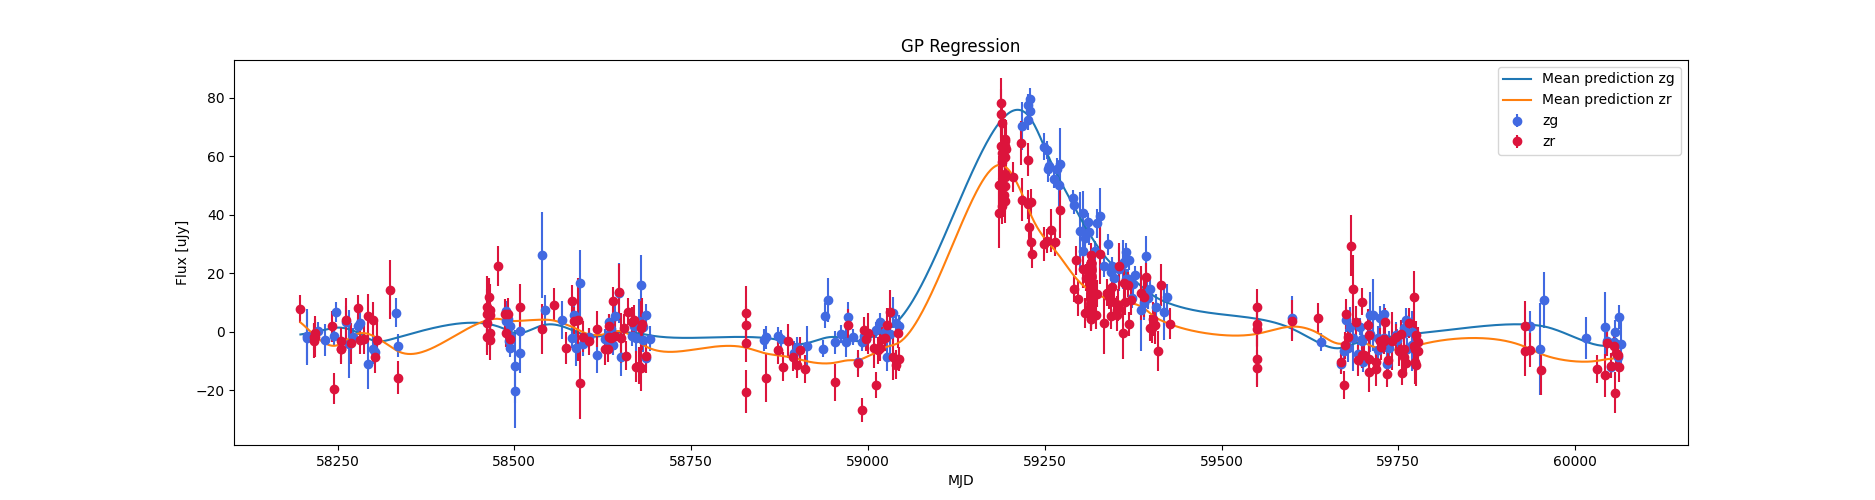 GP Regression
Mean prediction zg
Mean prediction zr
zg
zr
Flux [uJy]
80
60
40
20
0
−20
58250 58500 58750 59000 59250 59500 59750 60000
MJD